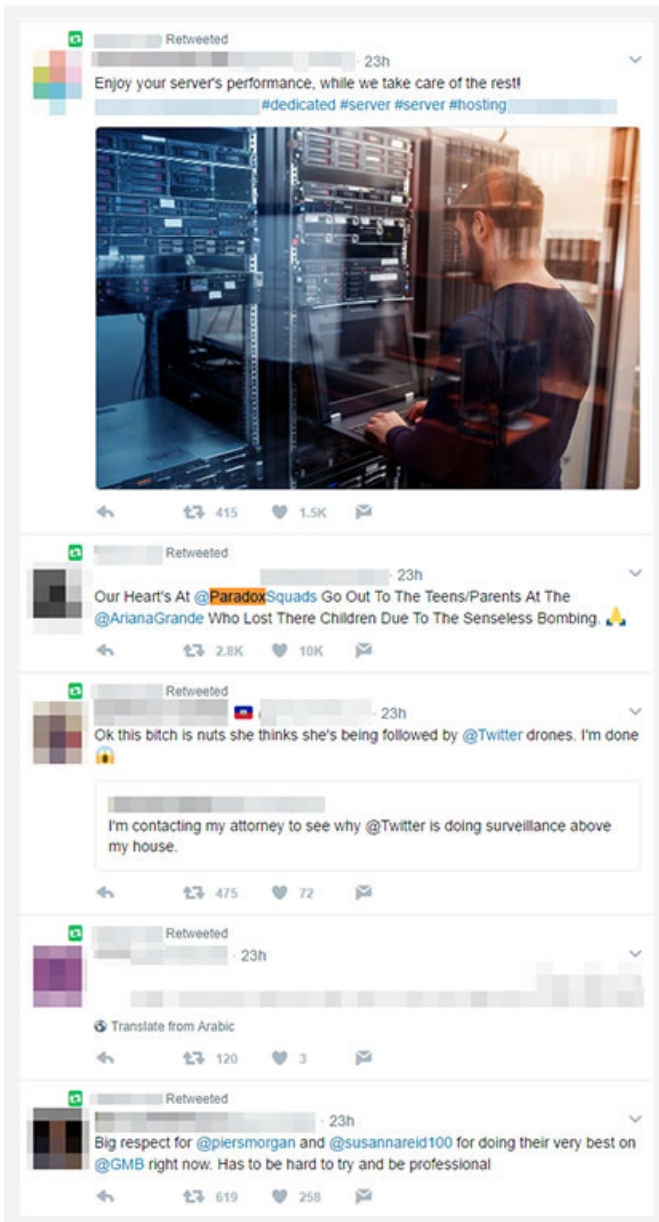 Retweeted
· 23h
Enjoy your server's performance, while we take care of the rest!
#dedicated #server #server #hosting
415 1.5K
Retweeted
· 23h
Our Heart's At @ParadoxSquads Go Out To The Teens/Parents At The
@ArianaGrande Who Lost There Children Due To The Senseless Bombing. 🙏
2.8K 10K
Retweeted
· 23h
Ok this bitch is nuts she thinks she's being followed by @Twitter drones. I'm done
😱
I'm contacting my attorney to see why @Twitter is doing surveillance above
my house.
475 72
Retweeted
· 23h
Translate from Arabic
120 3
Retweeted
· 23h
Big respect for @piersmorgan and @susannareid100 for doing their very best on
@GMB right now. Has to be hard to try and be professional
619 258